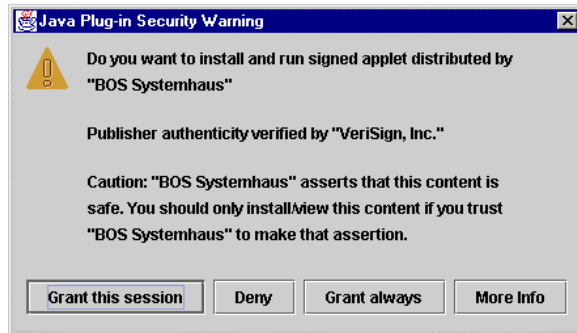 Java Plug-in Security Warning
Do you want to install and run signed applet distributed by
"BOS Systemhaus"
Publisher authenticity verified by "VeriSign, Inc."
Caution: "BOS Systemhaus" asserts that this content is
safe. You should only install/view this content if you trust
"BOS Systemhaus" to make that assertion.
Grant this session Deny Grant always More Info